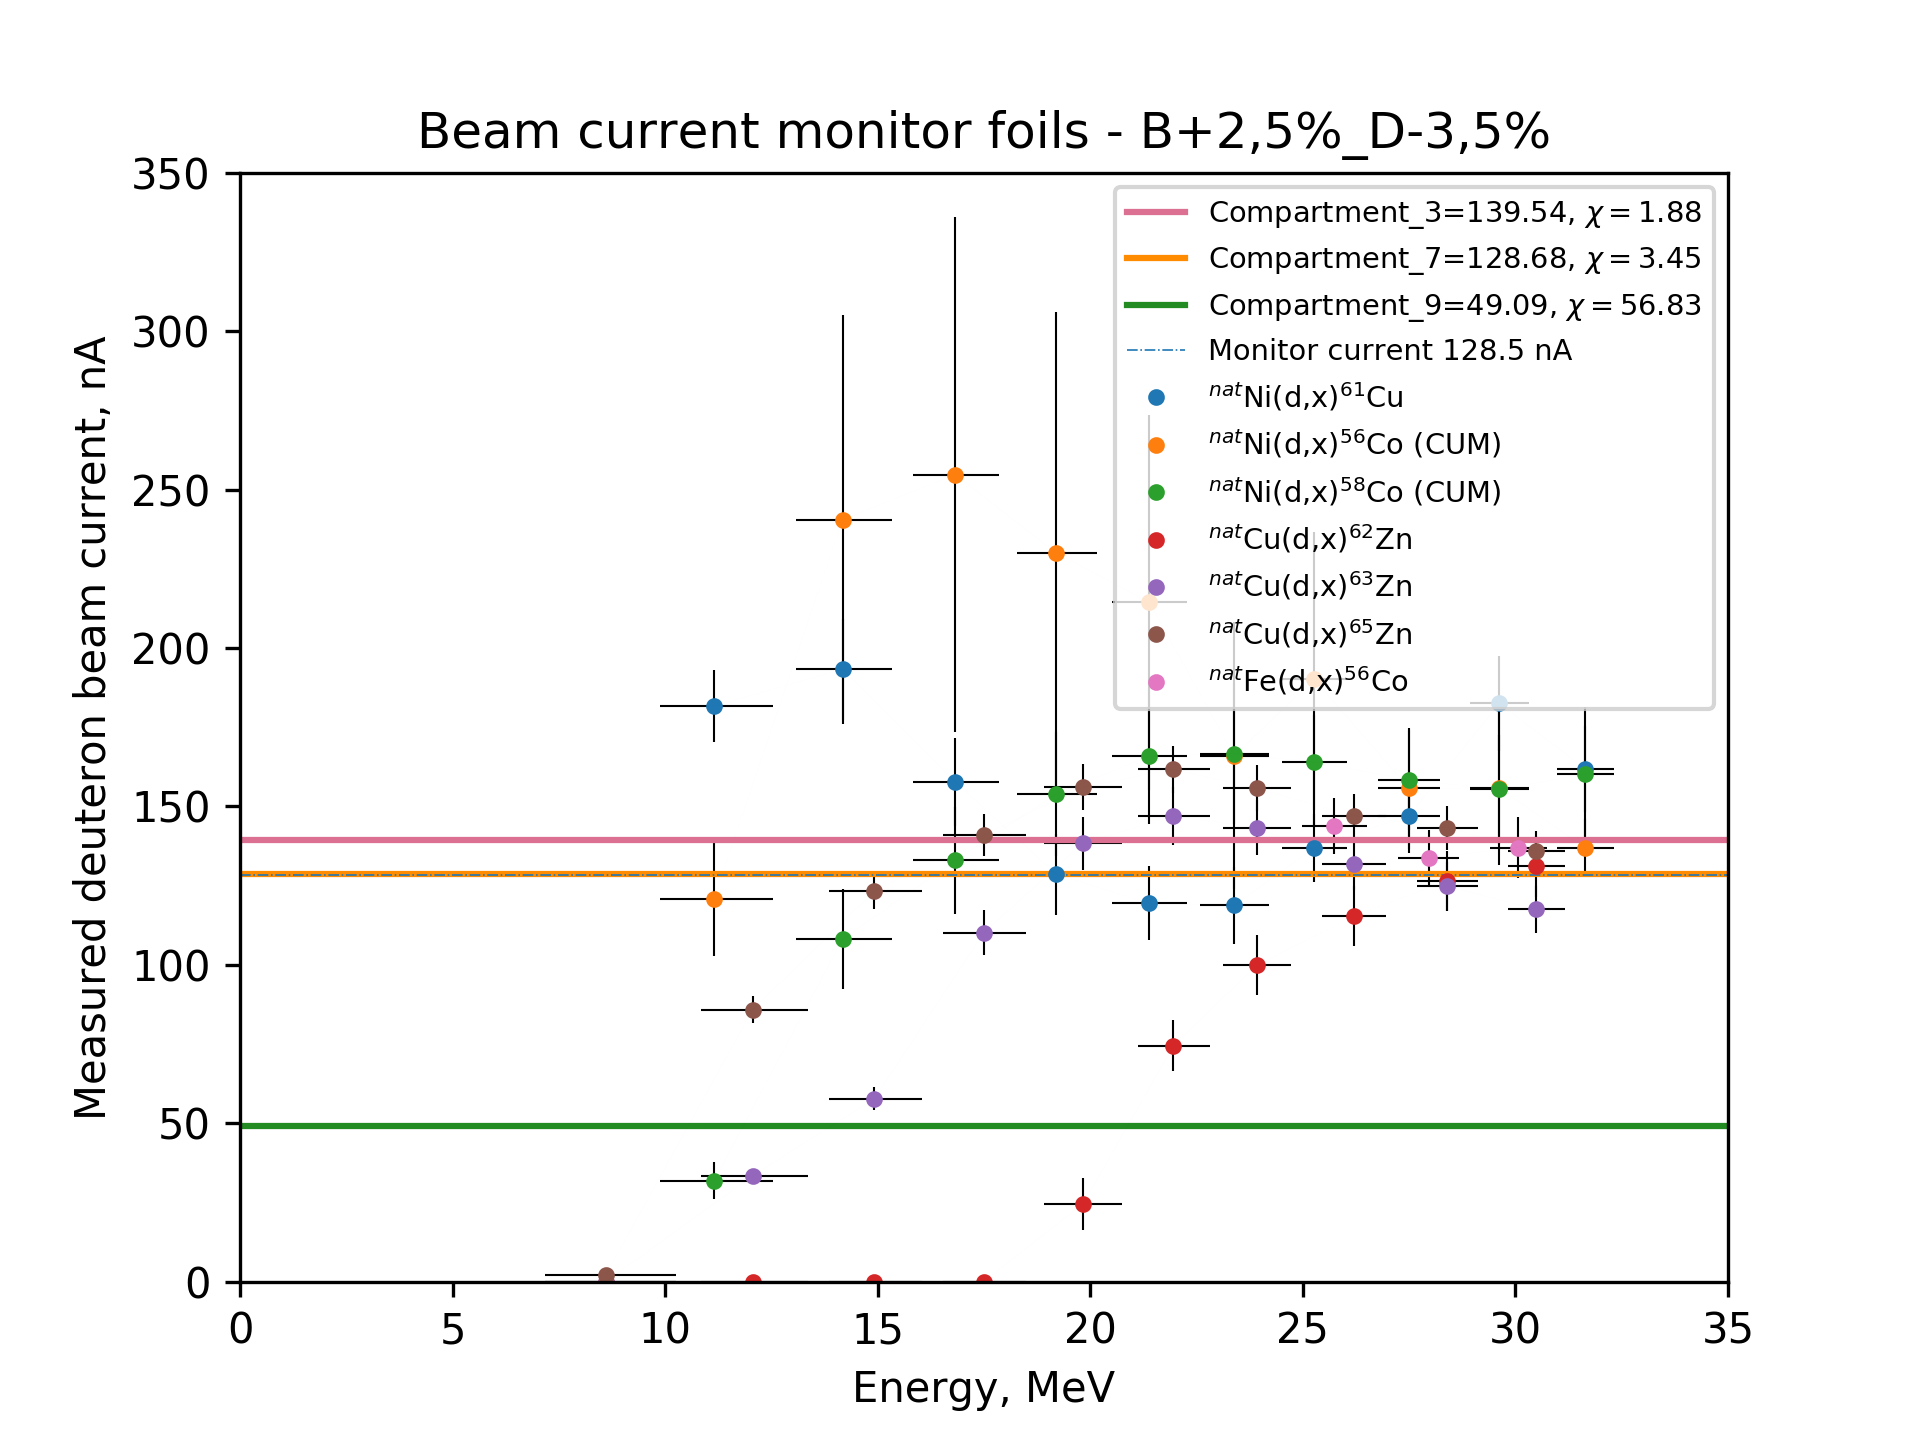 Beam current monitor foils - B+2,5%_D-3,5%
350
300
250
200
150
100
50
0
Measured deuteron beam current, nA
Compartment_3=139.54, χ = 1.88
Compartment_7=128.68, χ = 3.45
Compartment_9=49.09, χ = 56.83
Monitor current 128.5 nA
ⁿᵃᵗNi(d,x)⁶¹Cu
ⁿᵃᵗNi(d,x)⁵⁶Co (CUM)
ⁿᵃᵗNi(d,x)⁵⁸Co (CUM)
ⁿᵃᵗCu(d,x)⁶²Zn
ⁿᵃᵗCu(d,x)⁶³Zn
ⁿᵃᵗCu(d,x)⁶⁵Zn
ⁿᵃᵗFe(d,x)⁵⁶Co
0 5 10 15 20 25 30 35
Energy, MeV